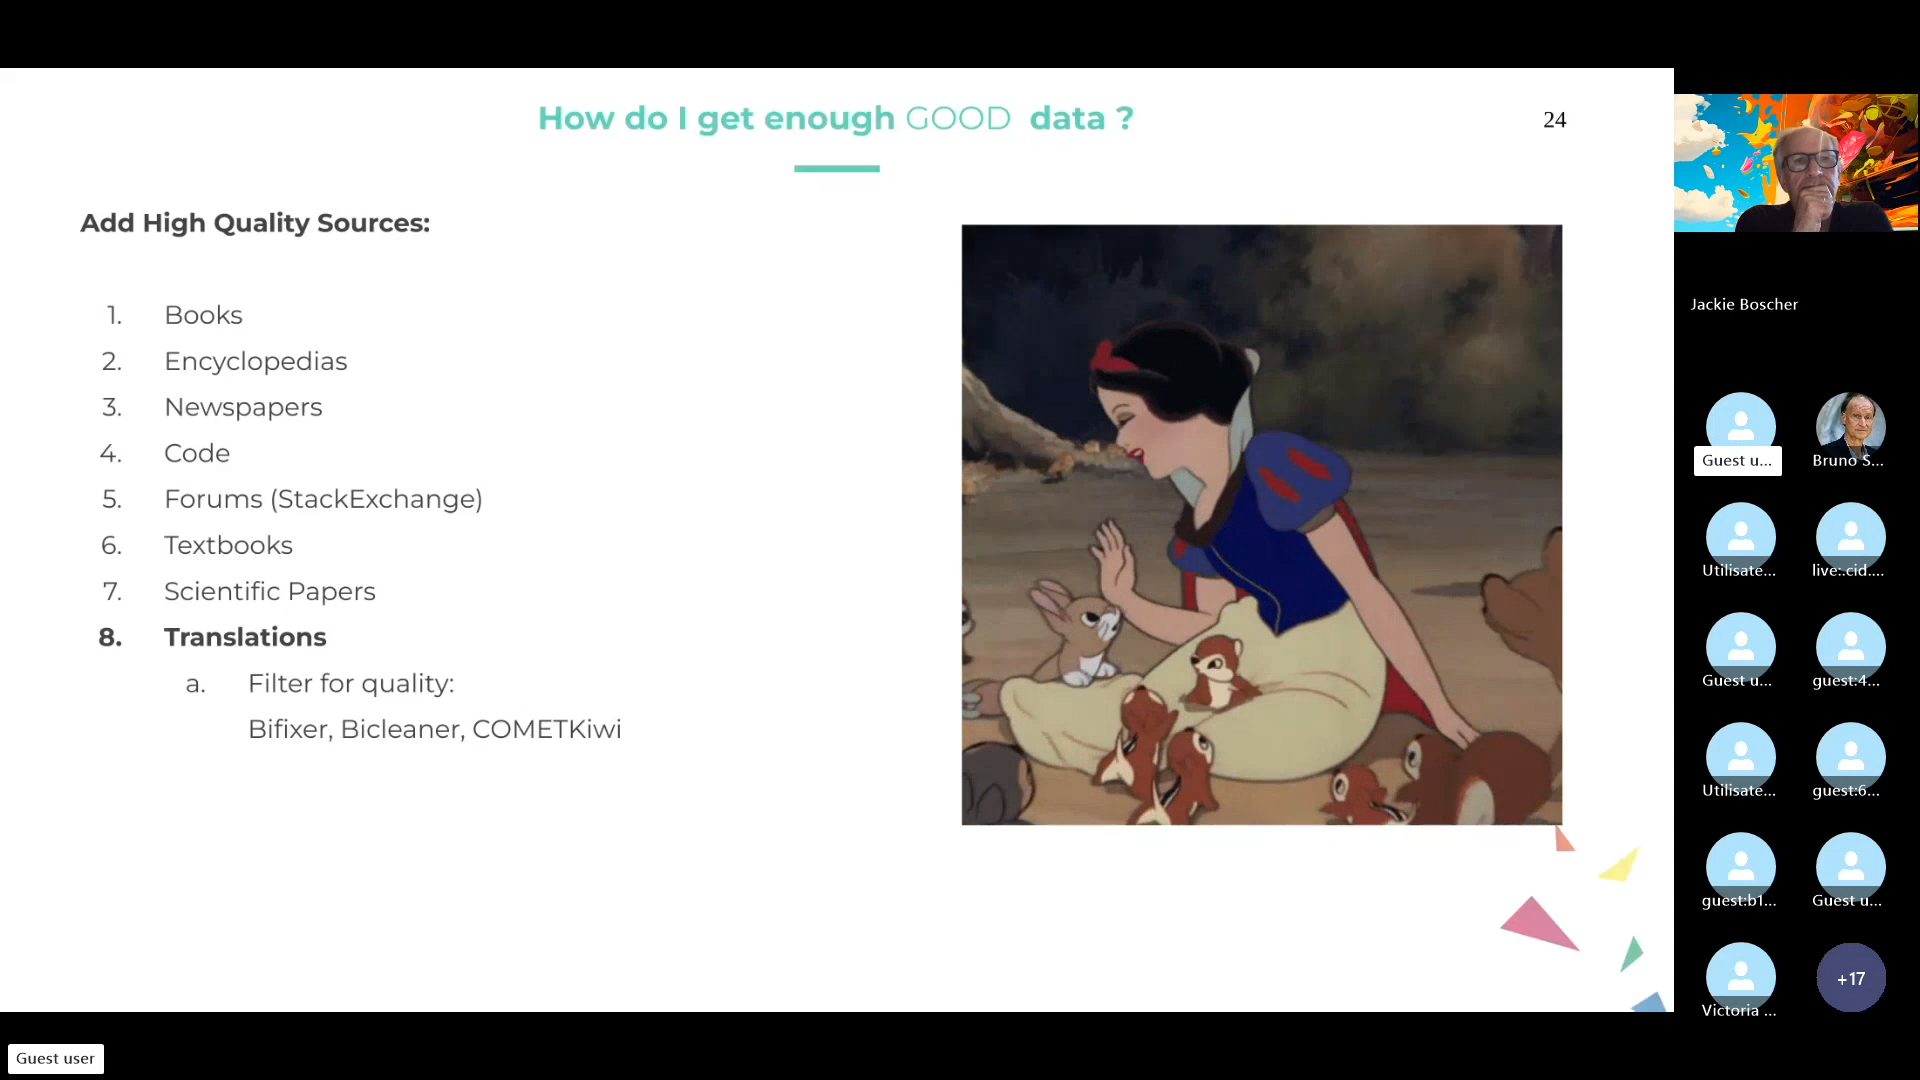 How do I get enough GOOD data ?
24
Add High Quality Sources:
1. Books
2. Encyclopedias
3. Newspapers
4. Code
5. Forums (StackExchange)
6. Textbooks
7. Scientific Papers
8. Translations
a. Filter for quality:
Bifixer, Bicleaner, COMETKiwi
Jackie Boscher
Guest u...
Bruno S...
Utilisate...
live:.cid....
Guest u...
guest:4...
Utilisate...
guest:6...
guest:b1...
Guest u...
Victoria ...
+17
Guest user